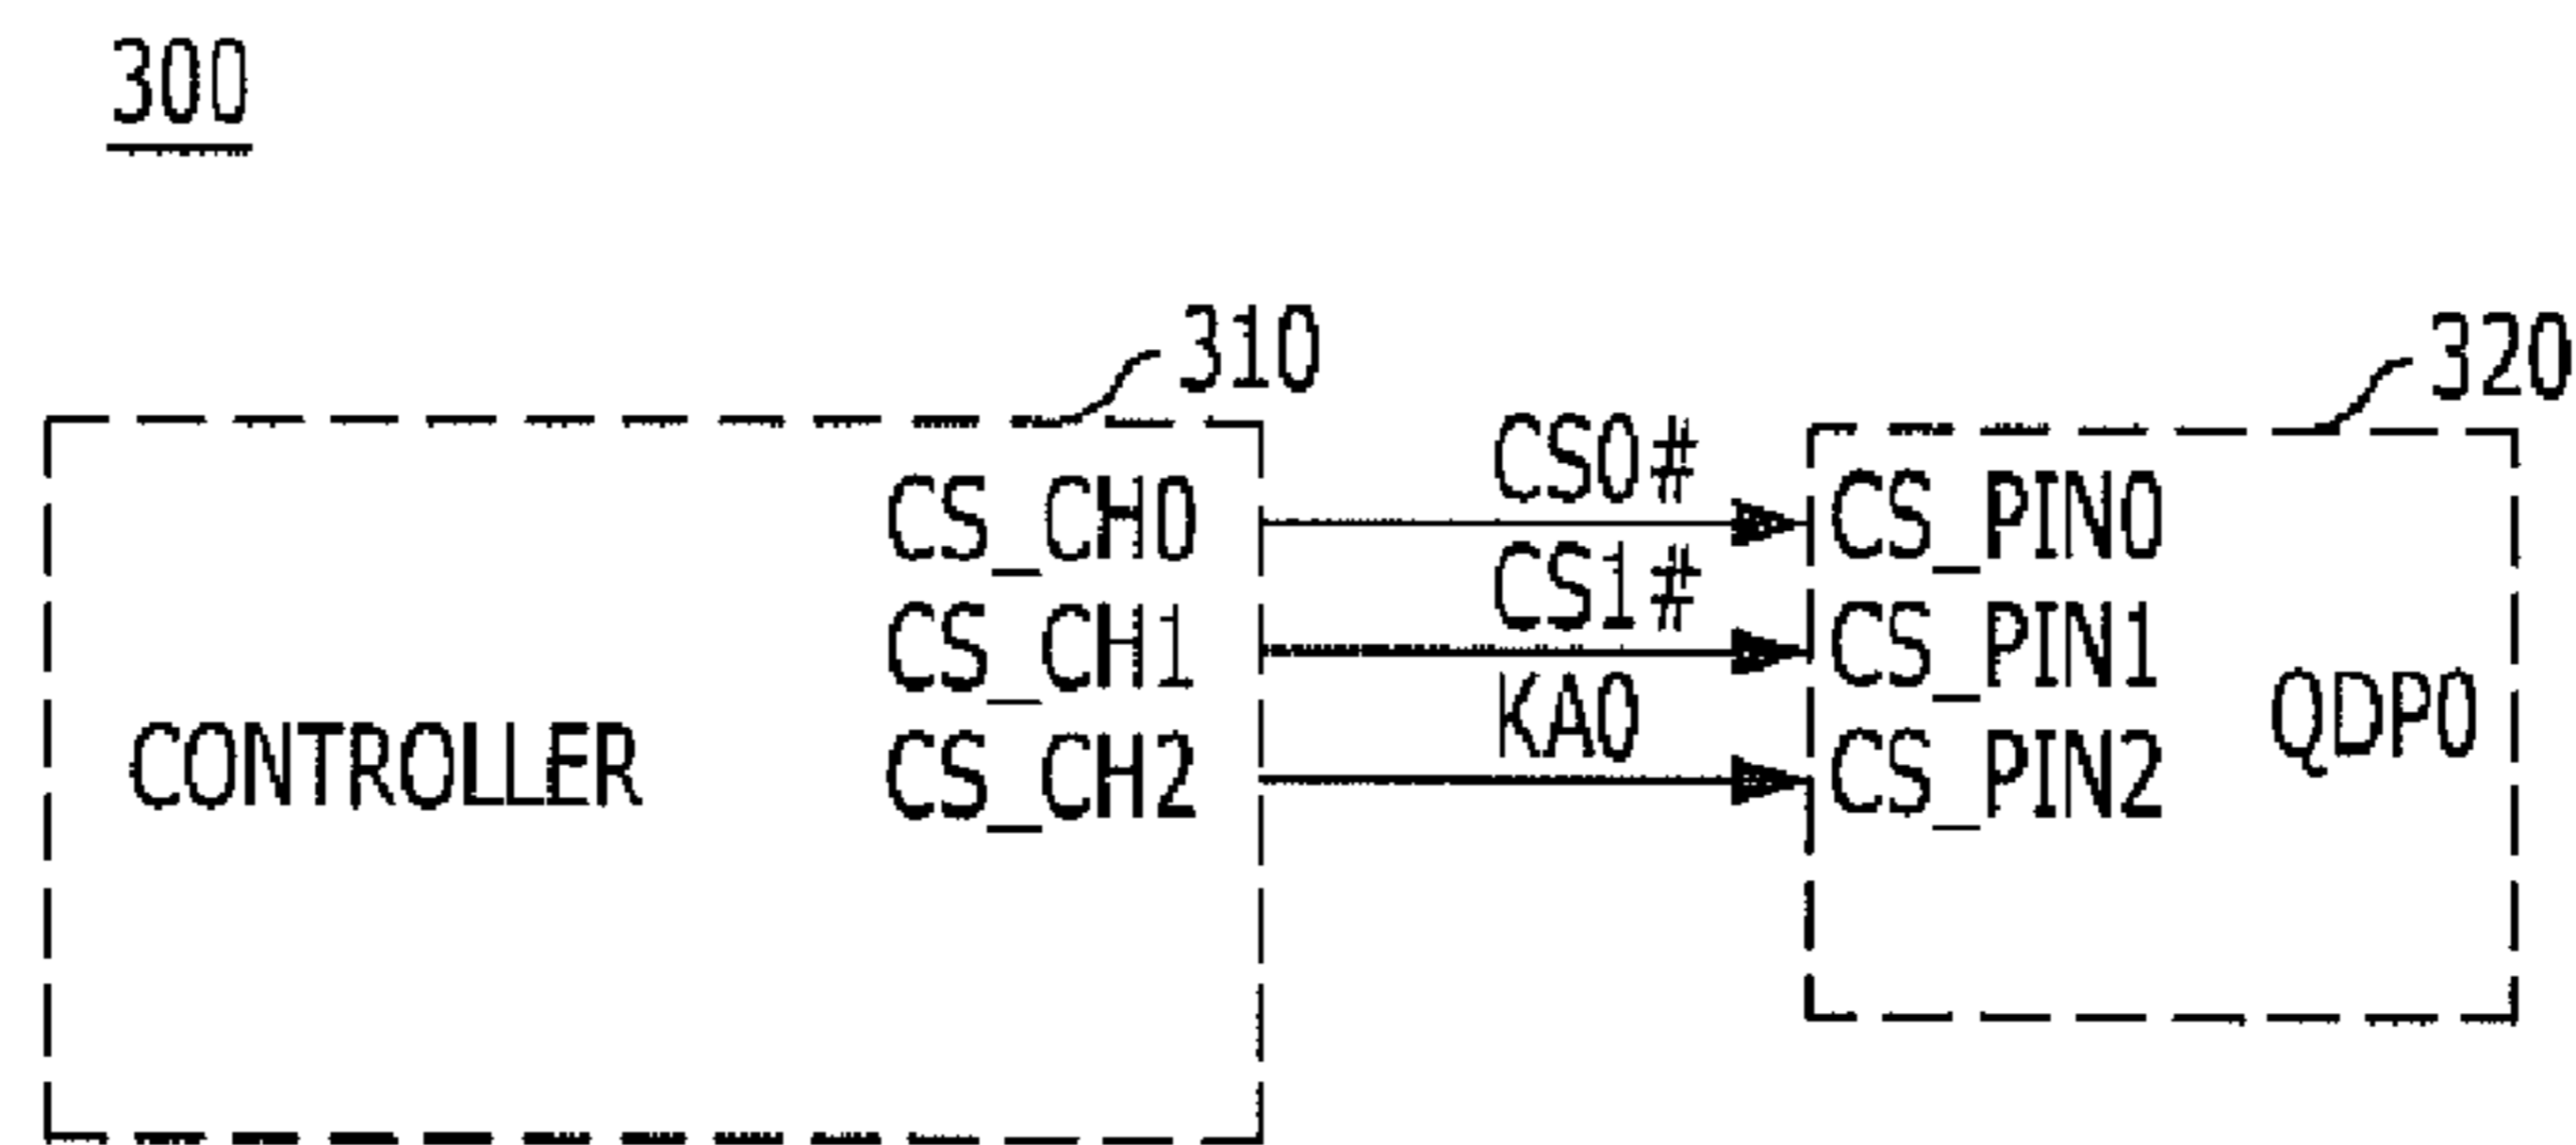 300
310
320
CS0#
CS_CH0
CS_PIN0
CS1#
CS_CH1
CS_PIN1
KA0
QDP0
CONTROLLER
CS_CH2
CS_PIN2